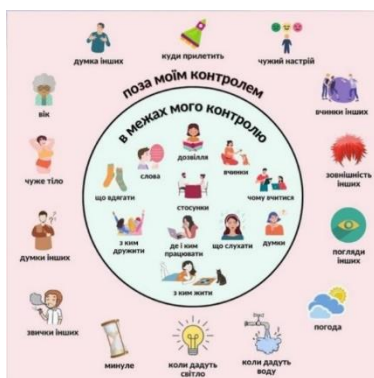 думка інших
куди прилетить
чужий настрій
поза моїм контролем
вік
вчинки інших
в межах мого контролю
дозвілля
слова
вчинки
чуже тіло
зовнішність
інших
що вдягати
стосунки
чому вчитися
думки інших
з ким
дружити
де і ким
працювати
що слухати
думки
погляди
інших
з ким жити
звички інших
погода
минуле
коли дадуть
світло
коли дадуть
воду